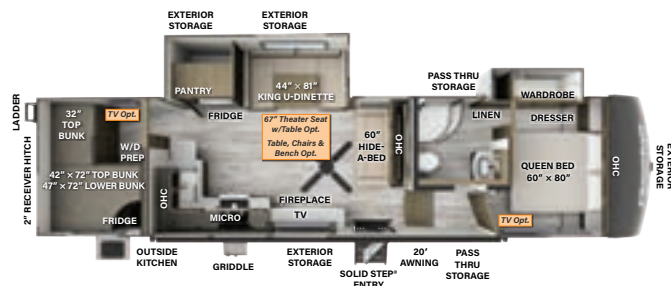 EXTERIOR
STORAGE
EXTERIOR
STORAGE
PASS THRU
STORAGE
LADDER
2" RECEIVER HITCH
32"
TOP
BUNK
TV Opt.
W/D
PREP
42" × 72" TOP BUNK
47" × 72" LOWER BUNK
FRIDGE
PANTRY
FRIDGE
44" × 81"
KING U-DINETTE
67" Theater Seat
w/Table Opt.
Table, Chairs &
Bench Opt.
60"
HIDE-
A-BED
OHC
LINEN
WARDROBE
DRESSER
QUEEN BED
60" × 80"
OHC
EXTERIOR
STORAGE
TV Opt.
OHC
MICRO
FIREPLACE
TV
OUTSIDE
KITCHEN
GRIDDLE
EXTERIOR
STORAGE
SOLID STEP®
ENTRY
20'
AWNING
PASS
THRU
STORAGE